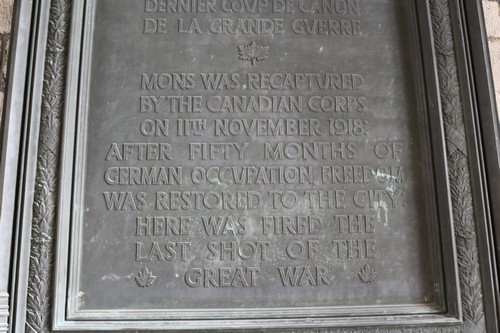 DERNIER COUP DE CANON
DE LA GRANDE GUERRE
MONS WAS RECAPTURED
BY THE CANADIAN CORPS
ON 11TH NOVEMBER 1918:
AFTER FIFTY MONTHS OF
GERMAN OCCUPATION, FREEDOM
WAS RESTORED TO THE CITY:
HERE WAS FIRED THE
LAST SHOT OF THE
GREAT WAR